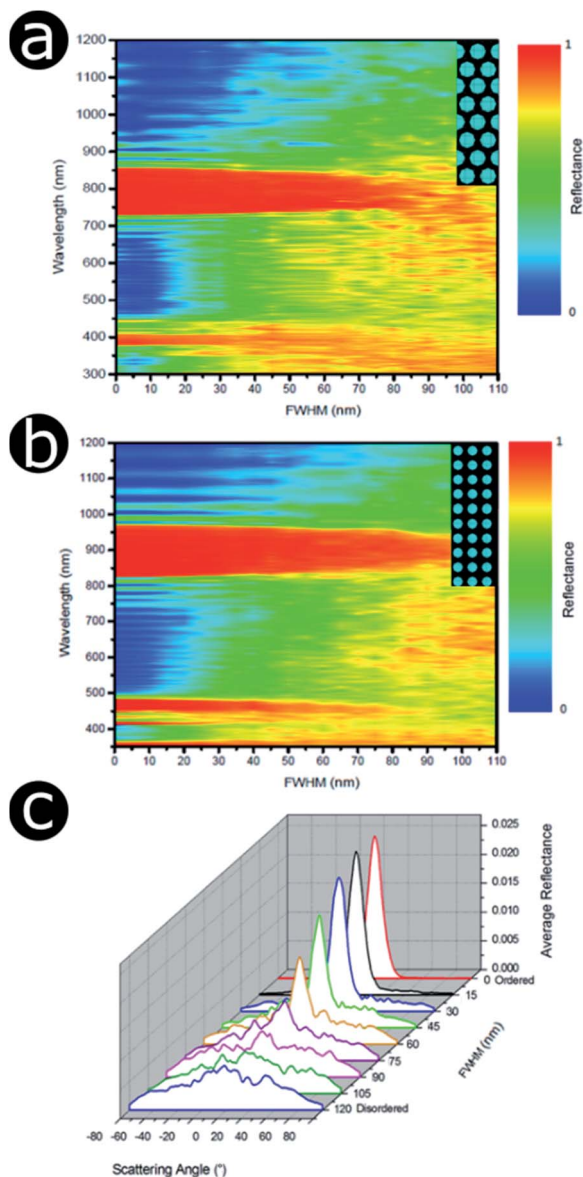 a
1200
1100
1000
900
800
700
600
500
400
300
Wavelength (nm)
0 10 20 30 40 50 60 70 80 90 100 110
FWHM (nm)
1
Reflectance
0
b
1200
1100
1000
900
800
700
600
500
400
Wavelength (nm)
0 10 20 30 40 50 60 70 80 90 100 110
FWHM (nm)
1
Reflectance
0
c
0.025
0.020
0.015
0.010
0.005
0.000
Average Reflectance
0 Ordered
15
30
45
60
75
90
105
120 Disordered
FWHM (nm)
-80 -60 -40 -20 0 20 40 60 80
Scattering Angle (°)